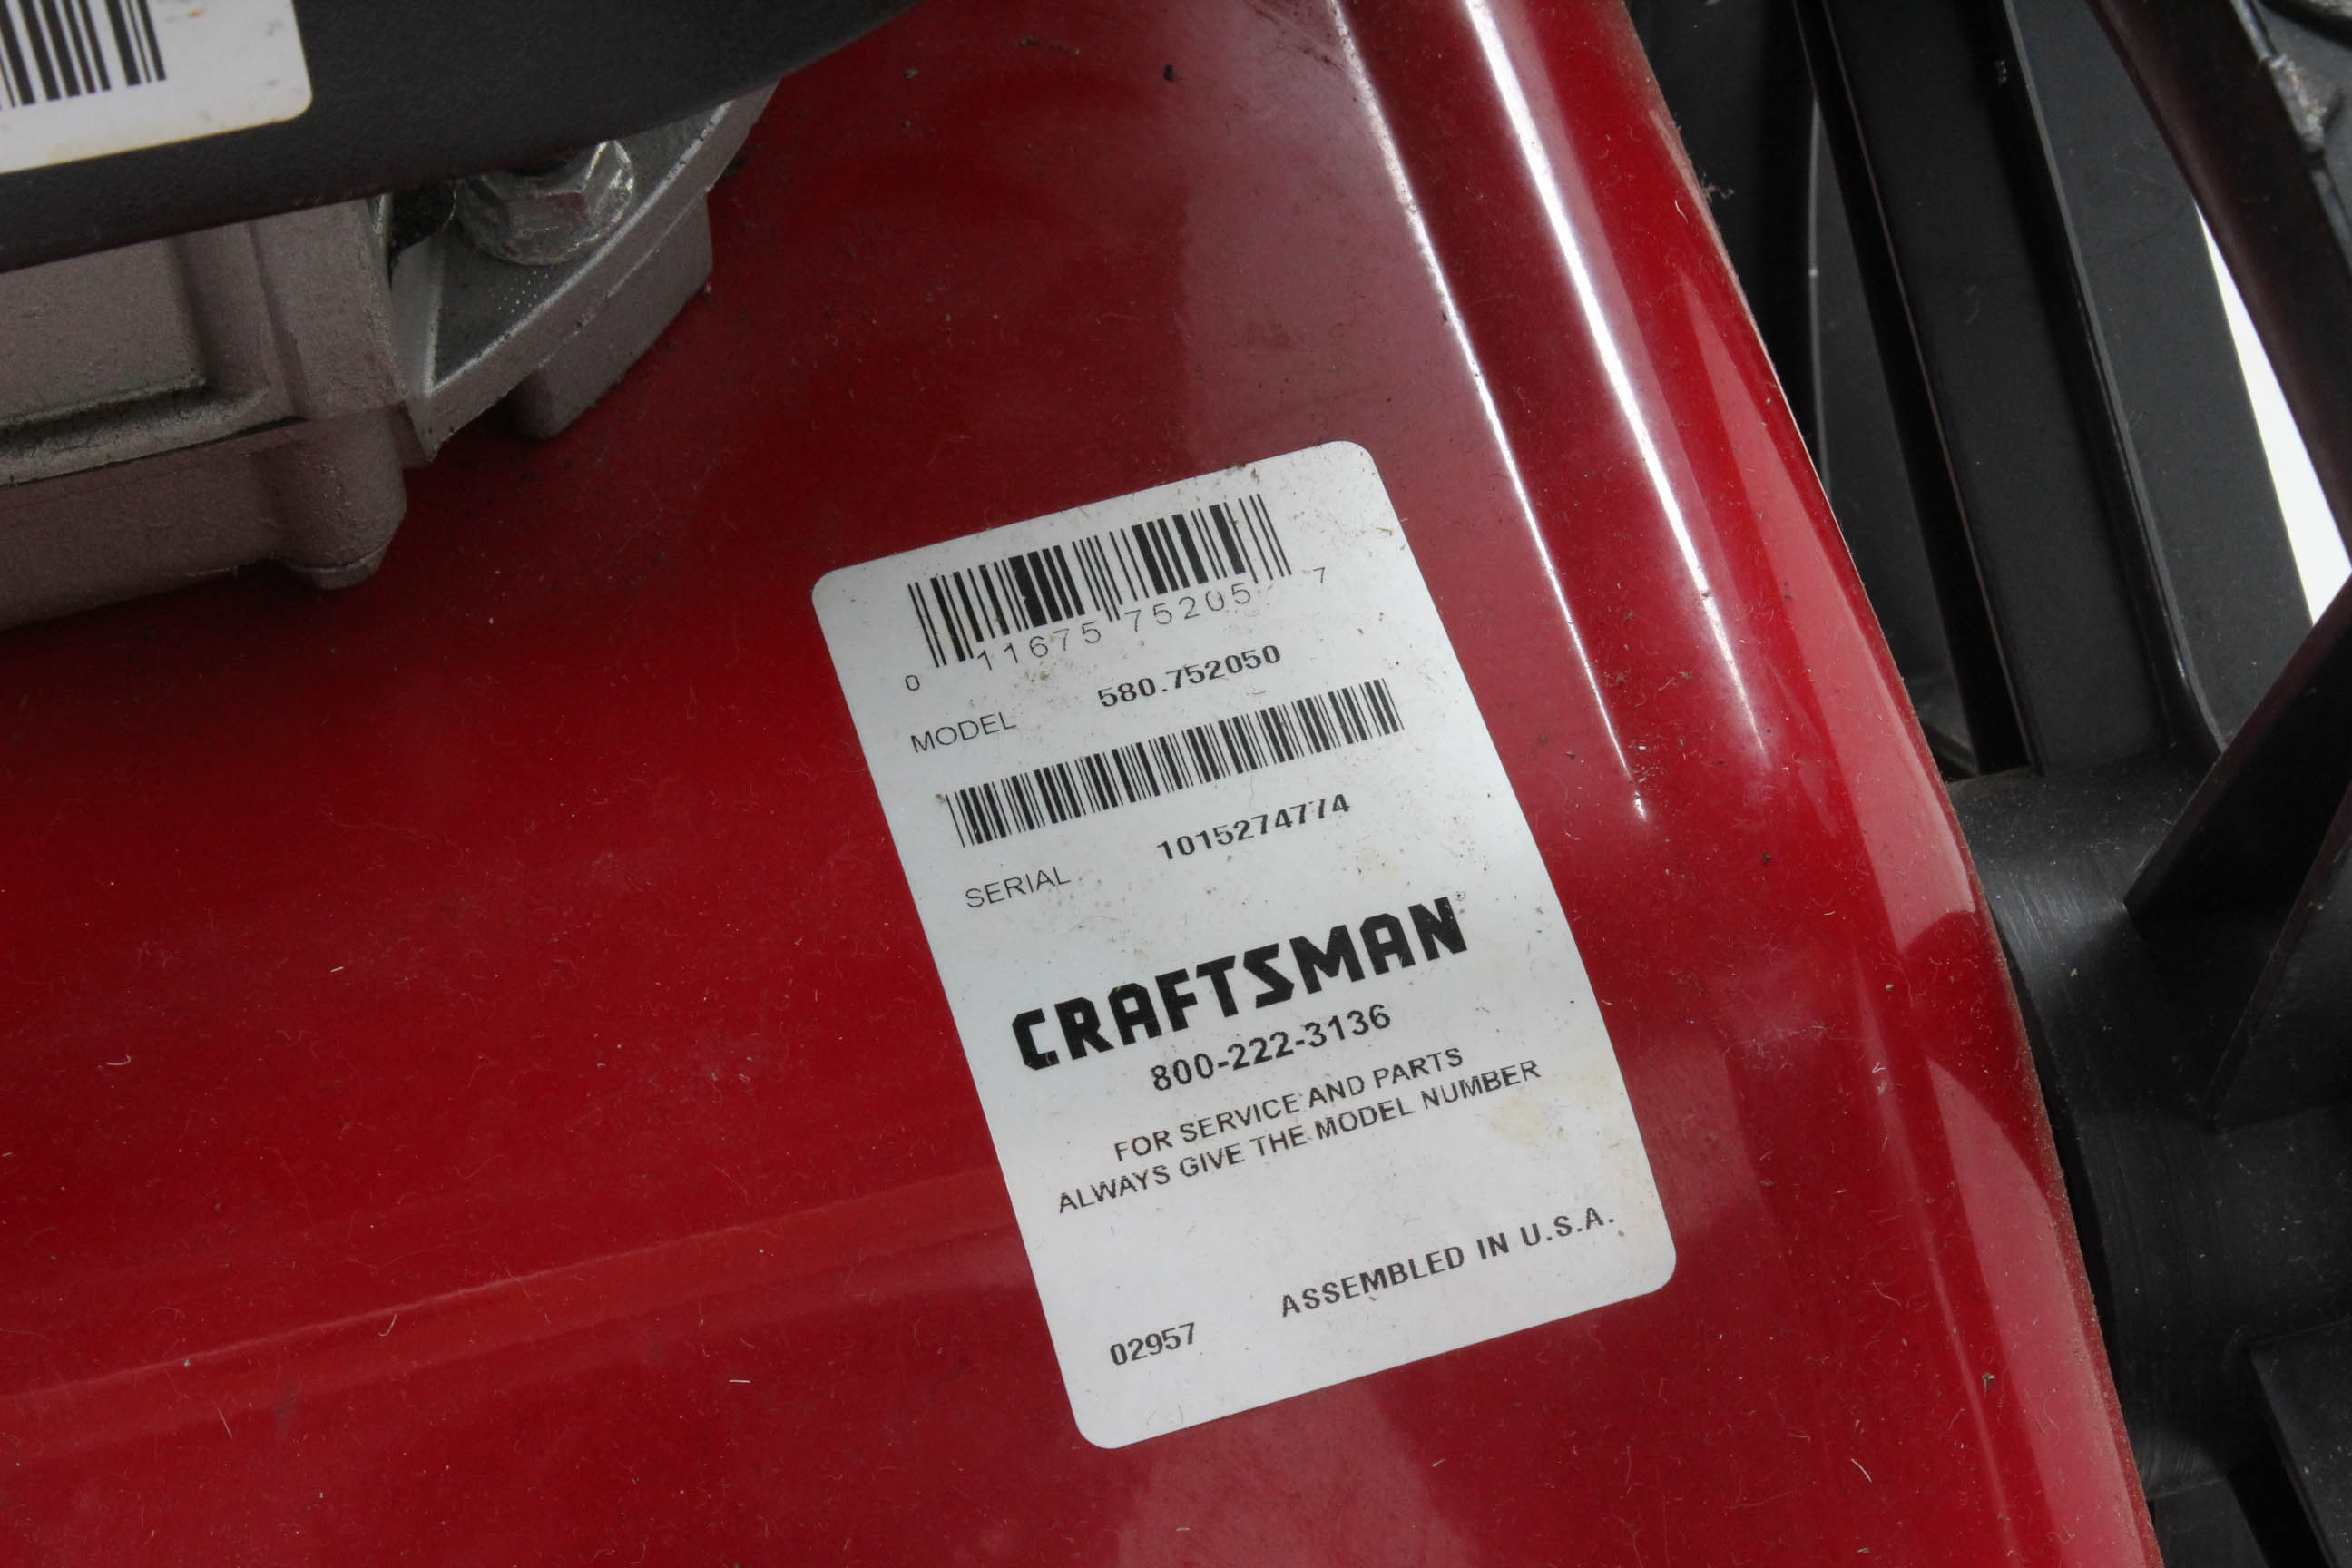 0 11675 75205 7
MODEL 580.752050
SERIAL 1015274774
CRAFTSMAN
800-222-3136
FOR SERVICE AND PARTS
ALWAYS GIVE THE MODEL NUMBER
02957 ASSEMBLED IN U.S.A.